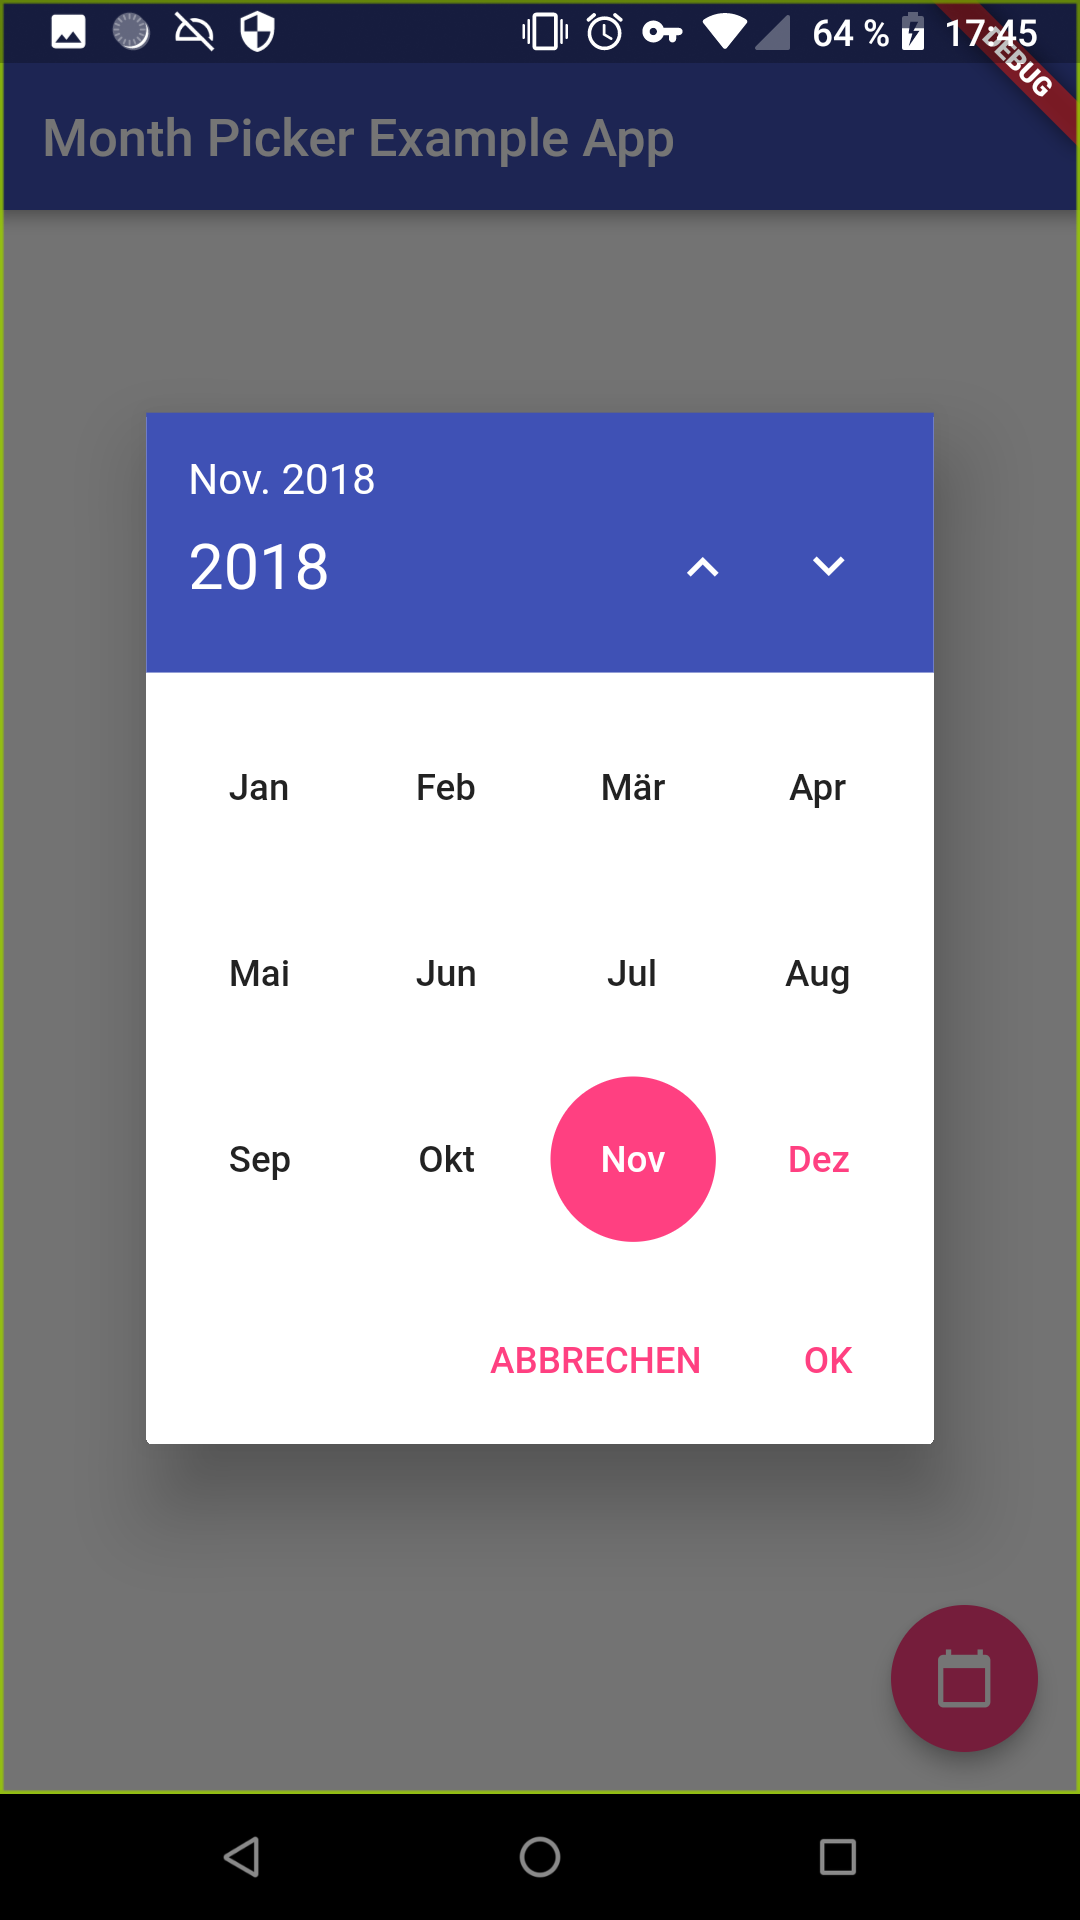 64 % 17:45
DEBUG
Month Picker Example App
Nov. 2018
2018
Jan Feb Mär Apr
Mai Jun Jul Aug
Sep Okt Nov Dez
ABBRECHEN OK